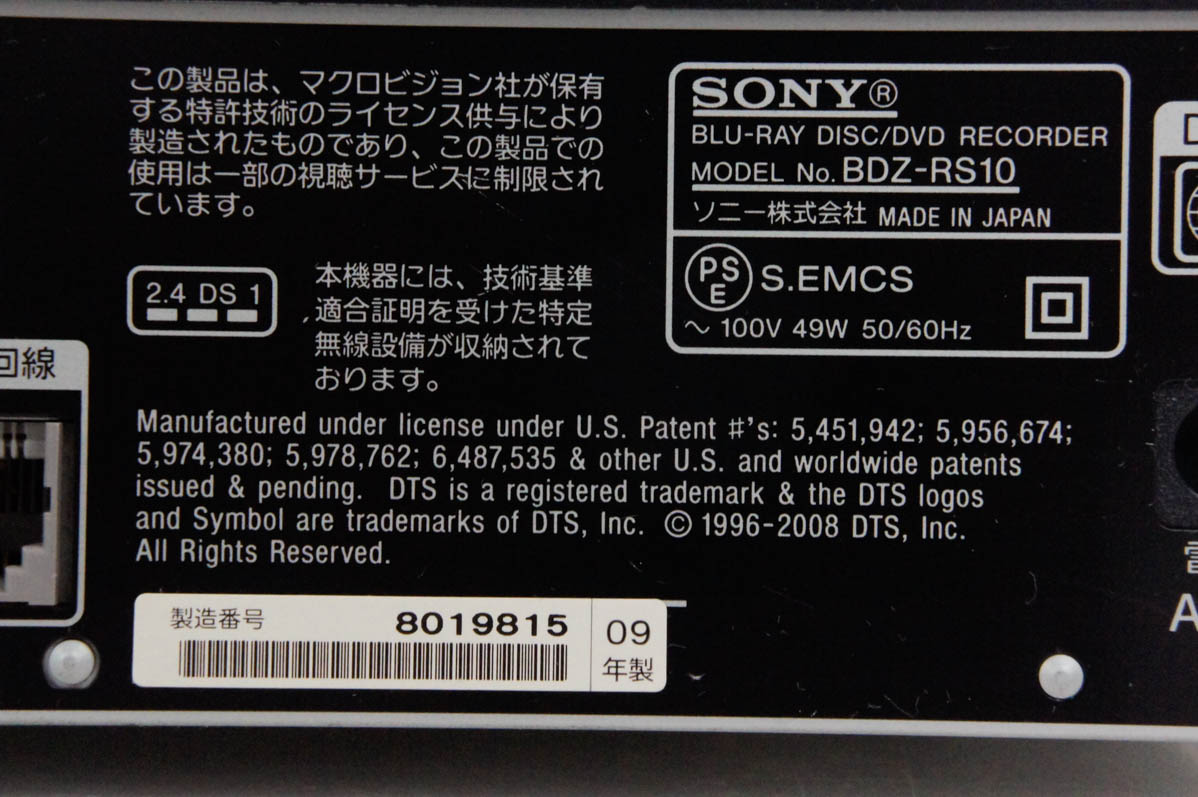 この製品は、マクロビジョン社が保有
する特許技術のライセンス供与により
製造されたものであり、この製品での
使用は一部の視聴サービスに制限され
ています。
2.4 DS 1
本機器には、技術基準
適合証明を受けた特定
無線設備が収納されて
おります。
SONY®
BLU-RAY DISC/DVD RECORDER
MODEL No. BDZ-RS10
ソニー株式会社 MADE IN JAPAN
PSE S.EMCS
～ 100V 49W 50/60Hz
回線
Manufactured under license under U.S. Patent #'s: 5,451,942; 5,956,674;
5,974,380; 5,978,762; 6,487,535 & other U.S. and worldwide patents
issued & pending. DTS is a registered trademark & the DTS logos
and Symbol are trademarks of DTS, Inc. © 1996-2008 DTS, Inc.
All Rights Reserved.
製造番号 8019815
09
年製